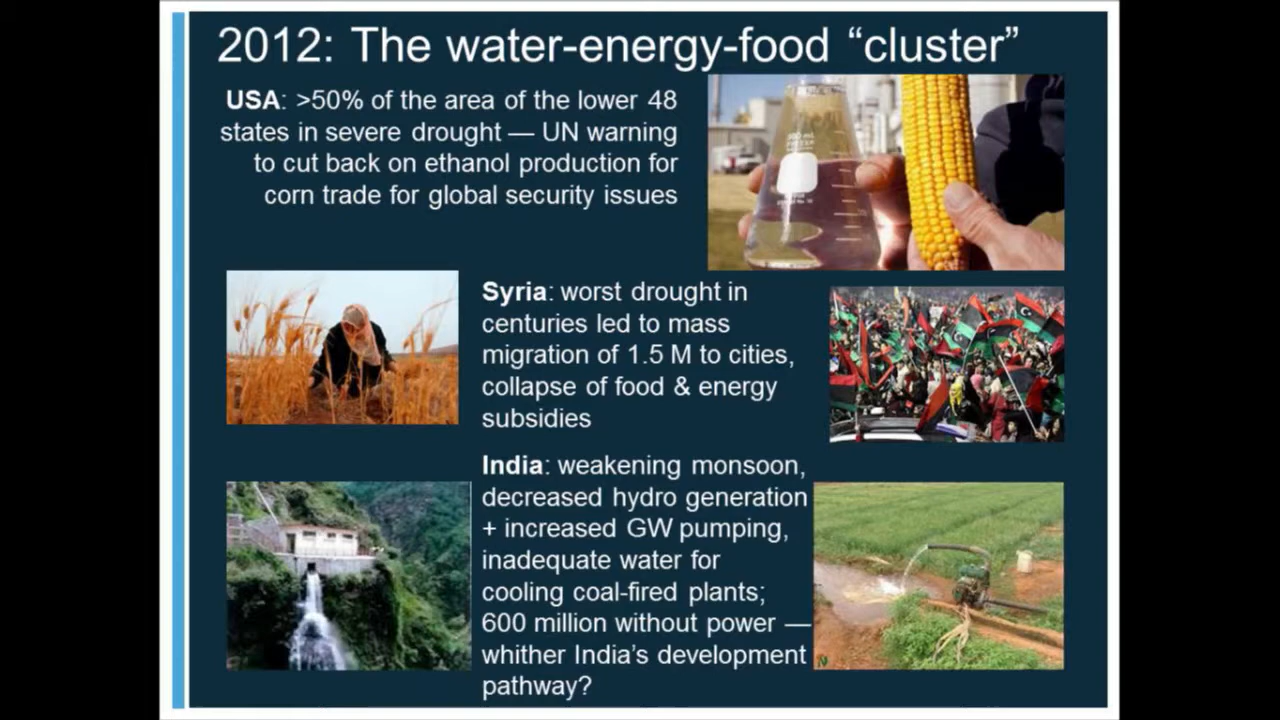 2012: The water-energy-food “cluster”
USA: >50% of the area of the lower 48
states in severe drought — UN warning
to cut back on ethanol production for
corn trade for global security issues
Syria: worst drought in
centuries led to mass
migration of 1.5 M to cities,
collapse of food & energy
subsidies
India: weakening monsoon,
decreased hydro generation
+ increased GW pumping,
inadequate water for
cooling coal-fired plants;
600 million without power —
whither India’s development
pathway?